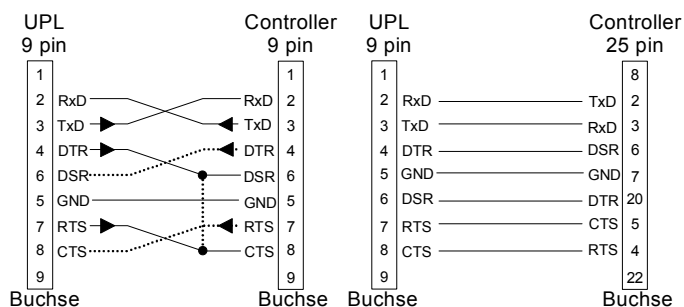 UPL Controller UPL Controller
9 pin 9 pin 9 pin 25 pin
1 1 1 8
2 RxD RxD 2 2 RxD TxD 2
3 TxD TxD 3 3 TxD RxD 3
4 DTR DTR 4 4 DTR DSR 6
6 DSR DSR 6 5 GND GND 7
5 GND GND 5 6 DSR DTR 20
7 RTS RTS 7 7 RTS CTS 5
8 CTS CTS 8 8 CTS RTS 4
9 9 9 22
Buchse Buchse Buchse Buchse